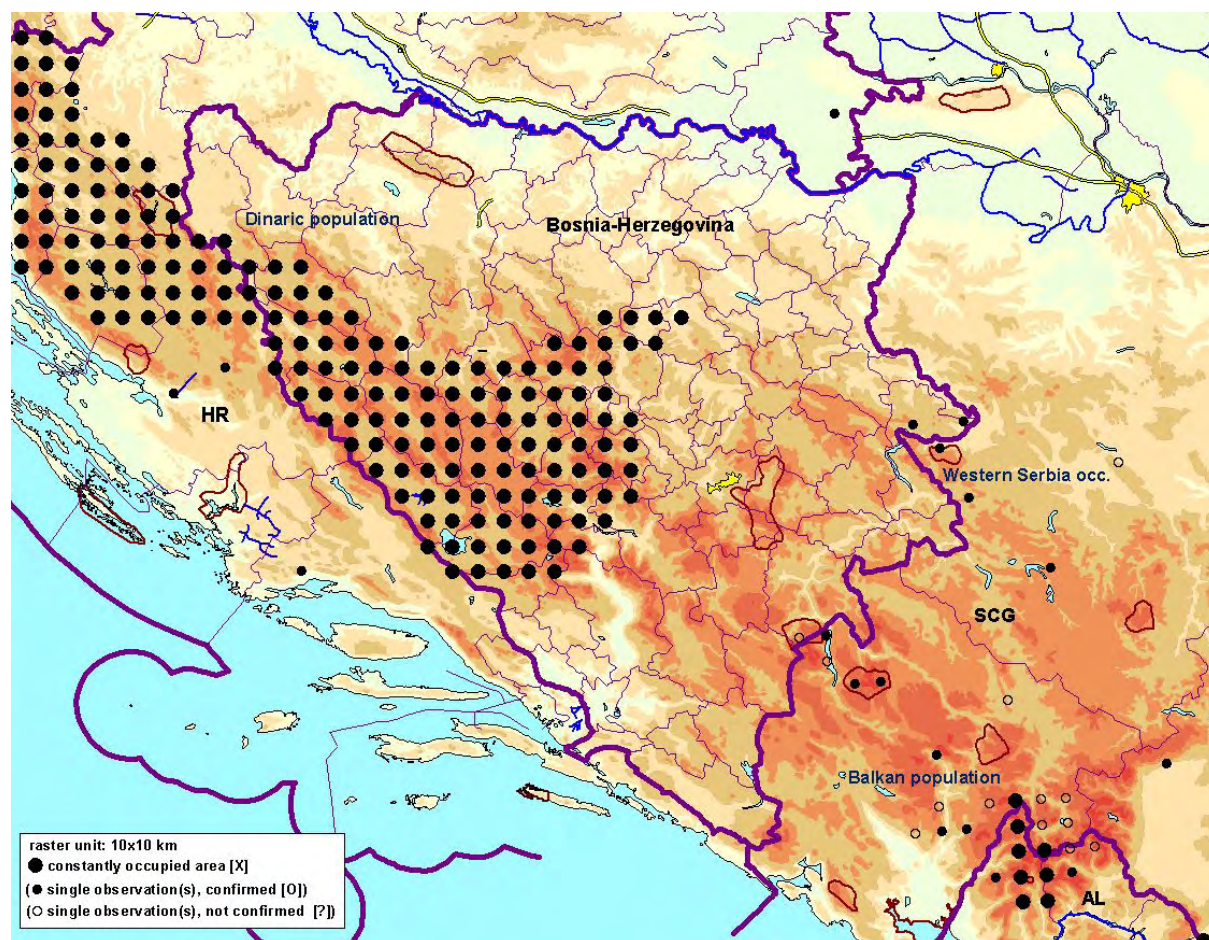 Dinaric population
Bosnia-Herzegovina
HR
Western Serbia occ.
SCG
Balkan population
AL
raster unit: 10x10 km
constantly occupied area [X]
( single observation(s), confirmed [O])
( single observation(s), not confirmed [?])